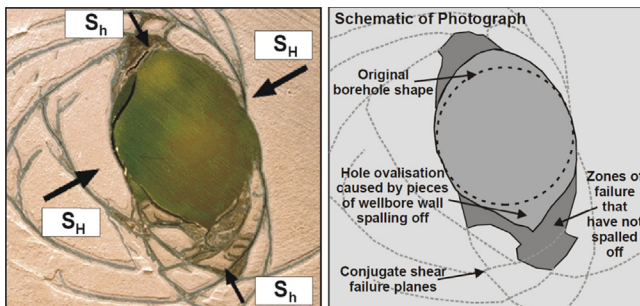 Sh
SH
SH
Sh
Schematic of Photograph
Original
borehole shape
Hole ovalisation
caused by pieces
of wellbore wall
spalling off
Zones of
failure
that
have not
spalled
off
Conjugate shear
failure planes